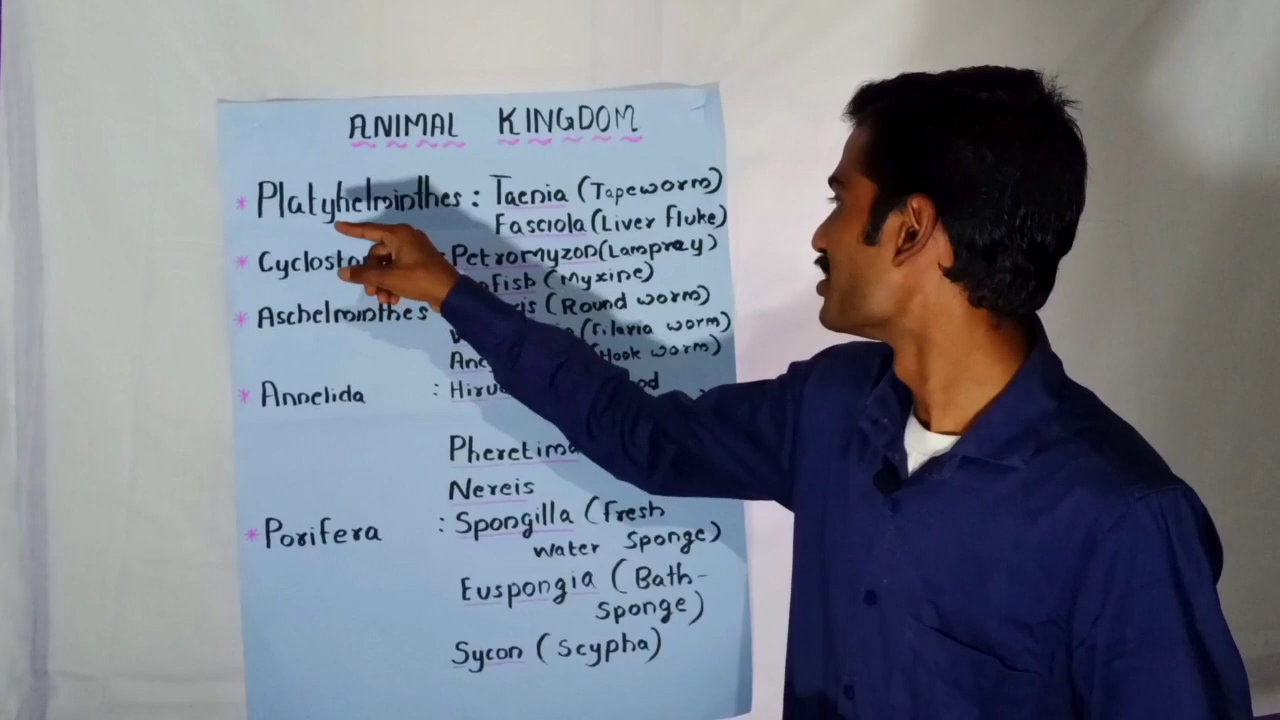 ANIMAL KINGDOM
* Platyhelminthes : Taenia (Tapeworm)
Fasciola (Liver fluke)
* : Petromyzon (Lamprey)
(Myxine)
* Aschelminthes (Round worm)
(Filaria worm)
(Hook worm)
* Annelida :
Pheretima
Nereis
* Porifera : Spongilla (Fresh
water sponge)
Euspongia (Bath-
sponge)
Sycon (Scypha)